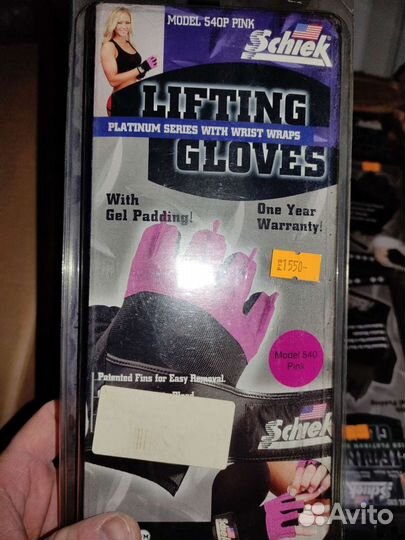 MODEL 540P PINK
Schiek
LIFTING
PLATINUM SERIES WITH WRIST WRAPS
GLOVES
With
Gel Padding!
One Year
Warranty!
1550-
Model 540
Pink
Patented Fins for Easy Removal.
Schiek
Avito